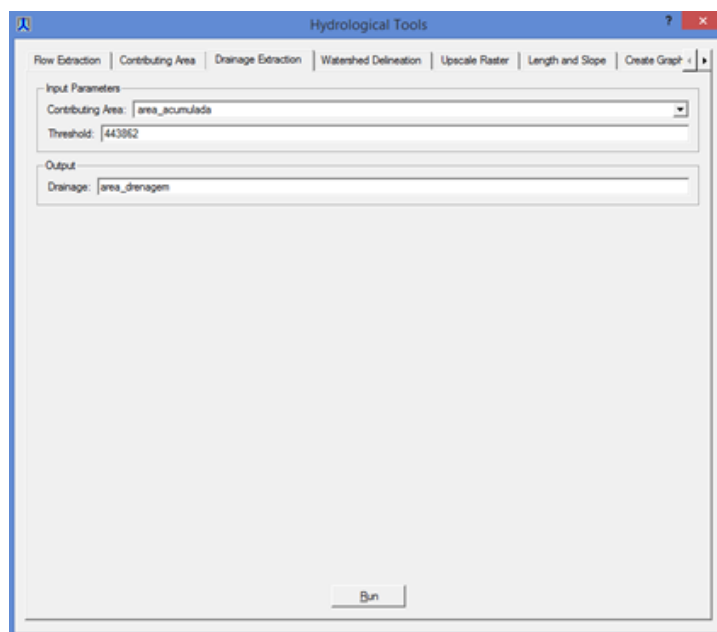 Hydrological Tools ? ×
Flow Extraction Contributing Area Drainage Extraction Watershed Delineation Upscale Raster Length and Slope Create Graph
Input Parameters
Contributing Area: area_acumulada
Threshold: 443862
Output
Drainage: area_drenagem
Run